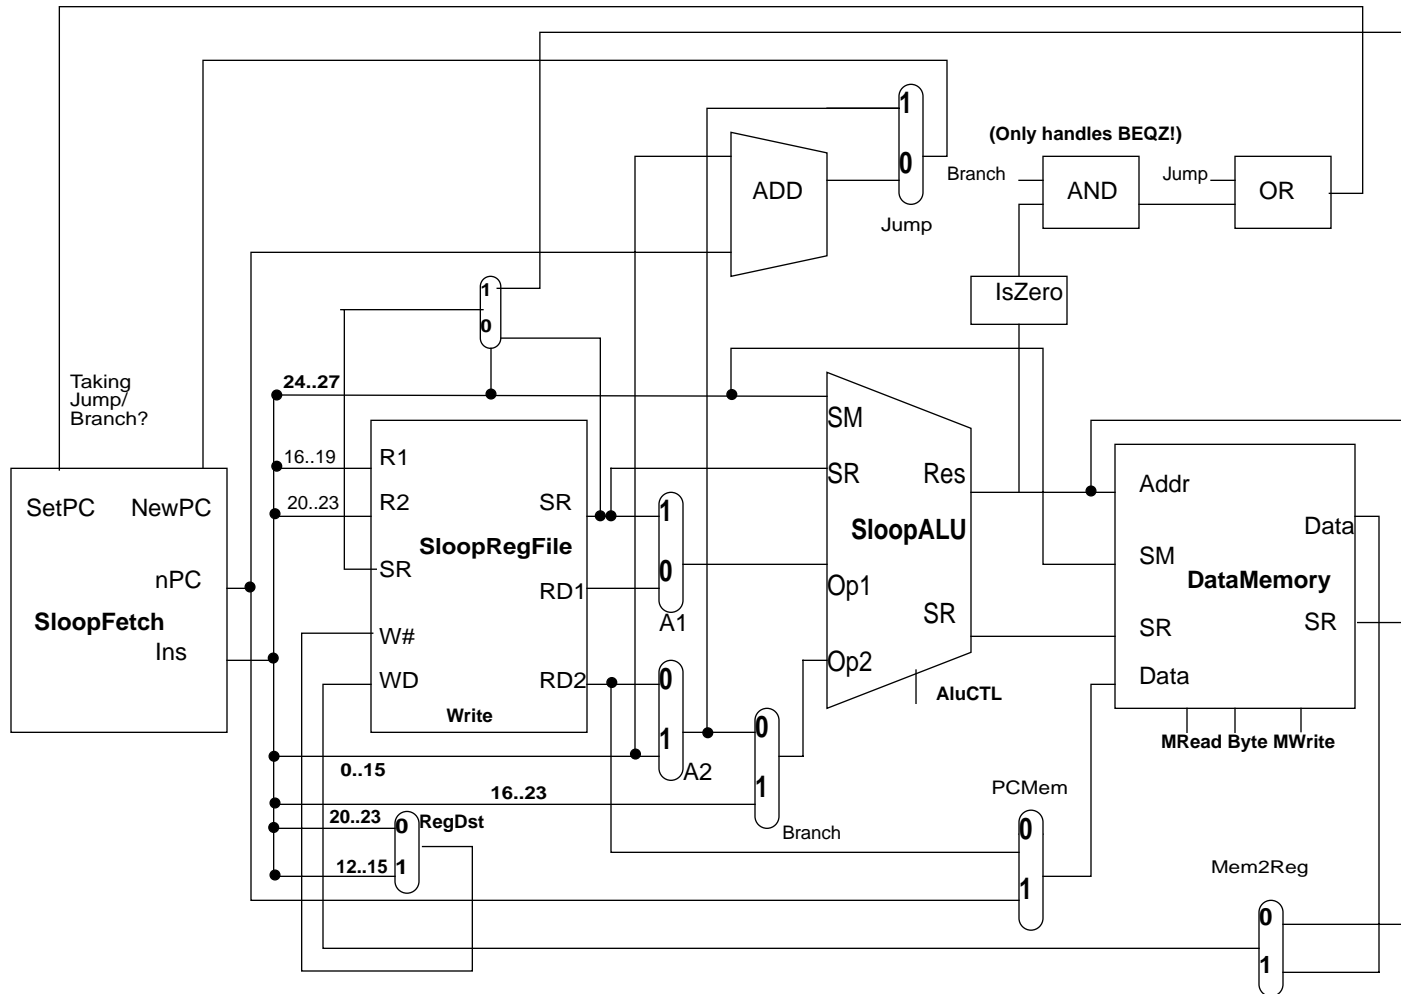 1
(Only handles BEQZ!)
0
Branch
Jump
ADD
AND
OR
Jump
1
0
IsZero
Taking
Jump/
Branch?
24..27
SM
R1
16..19
SR
Res
Addr
R2
20..23
SetPC
NewPC
SR
1
Data
SloopRegFile
SloopALU
SM
nPC
SR
0
Op1
DataMemory
RD1
SloopFetch
A1
SR
SR
SR
W#
Ins
Op2
WD
RD2
0
Data
AluCTL
Write
0
1
MRead Byte MWrite
0..15
A2
16..23
1
PCMem
20..23
0
RegDst
Branch
0
12..15
1
1
Mem2Reg
0
1